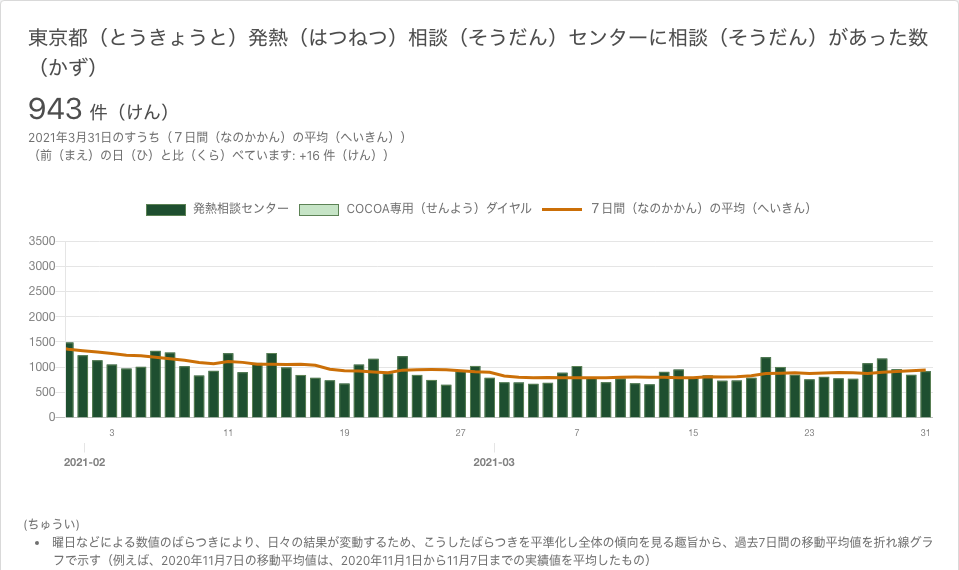 東京都（とうきょうと）発熱（はつねつ）相談（そうだん）センターに相談（そうだん）があった数
（かず）
943 件（けん）
2021年3月31日のすうち（７日間（なのかかん）の平均（へいきん））
（前（まえ）の日（ひ）と比（くら）べています: +16 件（けん））
発熱相談センター COCOA専用（せんよう）ダイヤル ７日間（なのかかん）の平均（へいきん）
3500
3000
2500
2000
1500
1000
500
0
3 11 19 27 7 15 23 31
2021-02 2021-03
(ちゅうい)
• 曜日などによる数値のばらつきにより、日々の結果が変動するため、こうしたばらつきを平準化し全体の傾向を見る趣旨から、過去7日間の移動平均値を折れ線グラ
フで示す（例えば、2020年11月7日の移動平均値は、2020年11月1日から11月7日までの実績値を平均したもの）